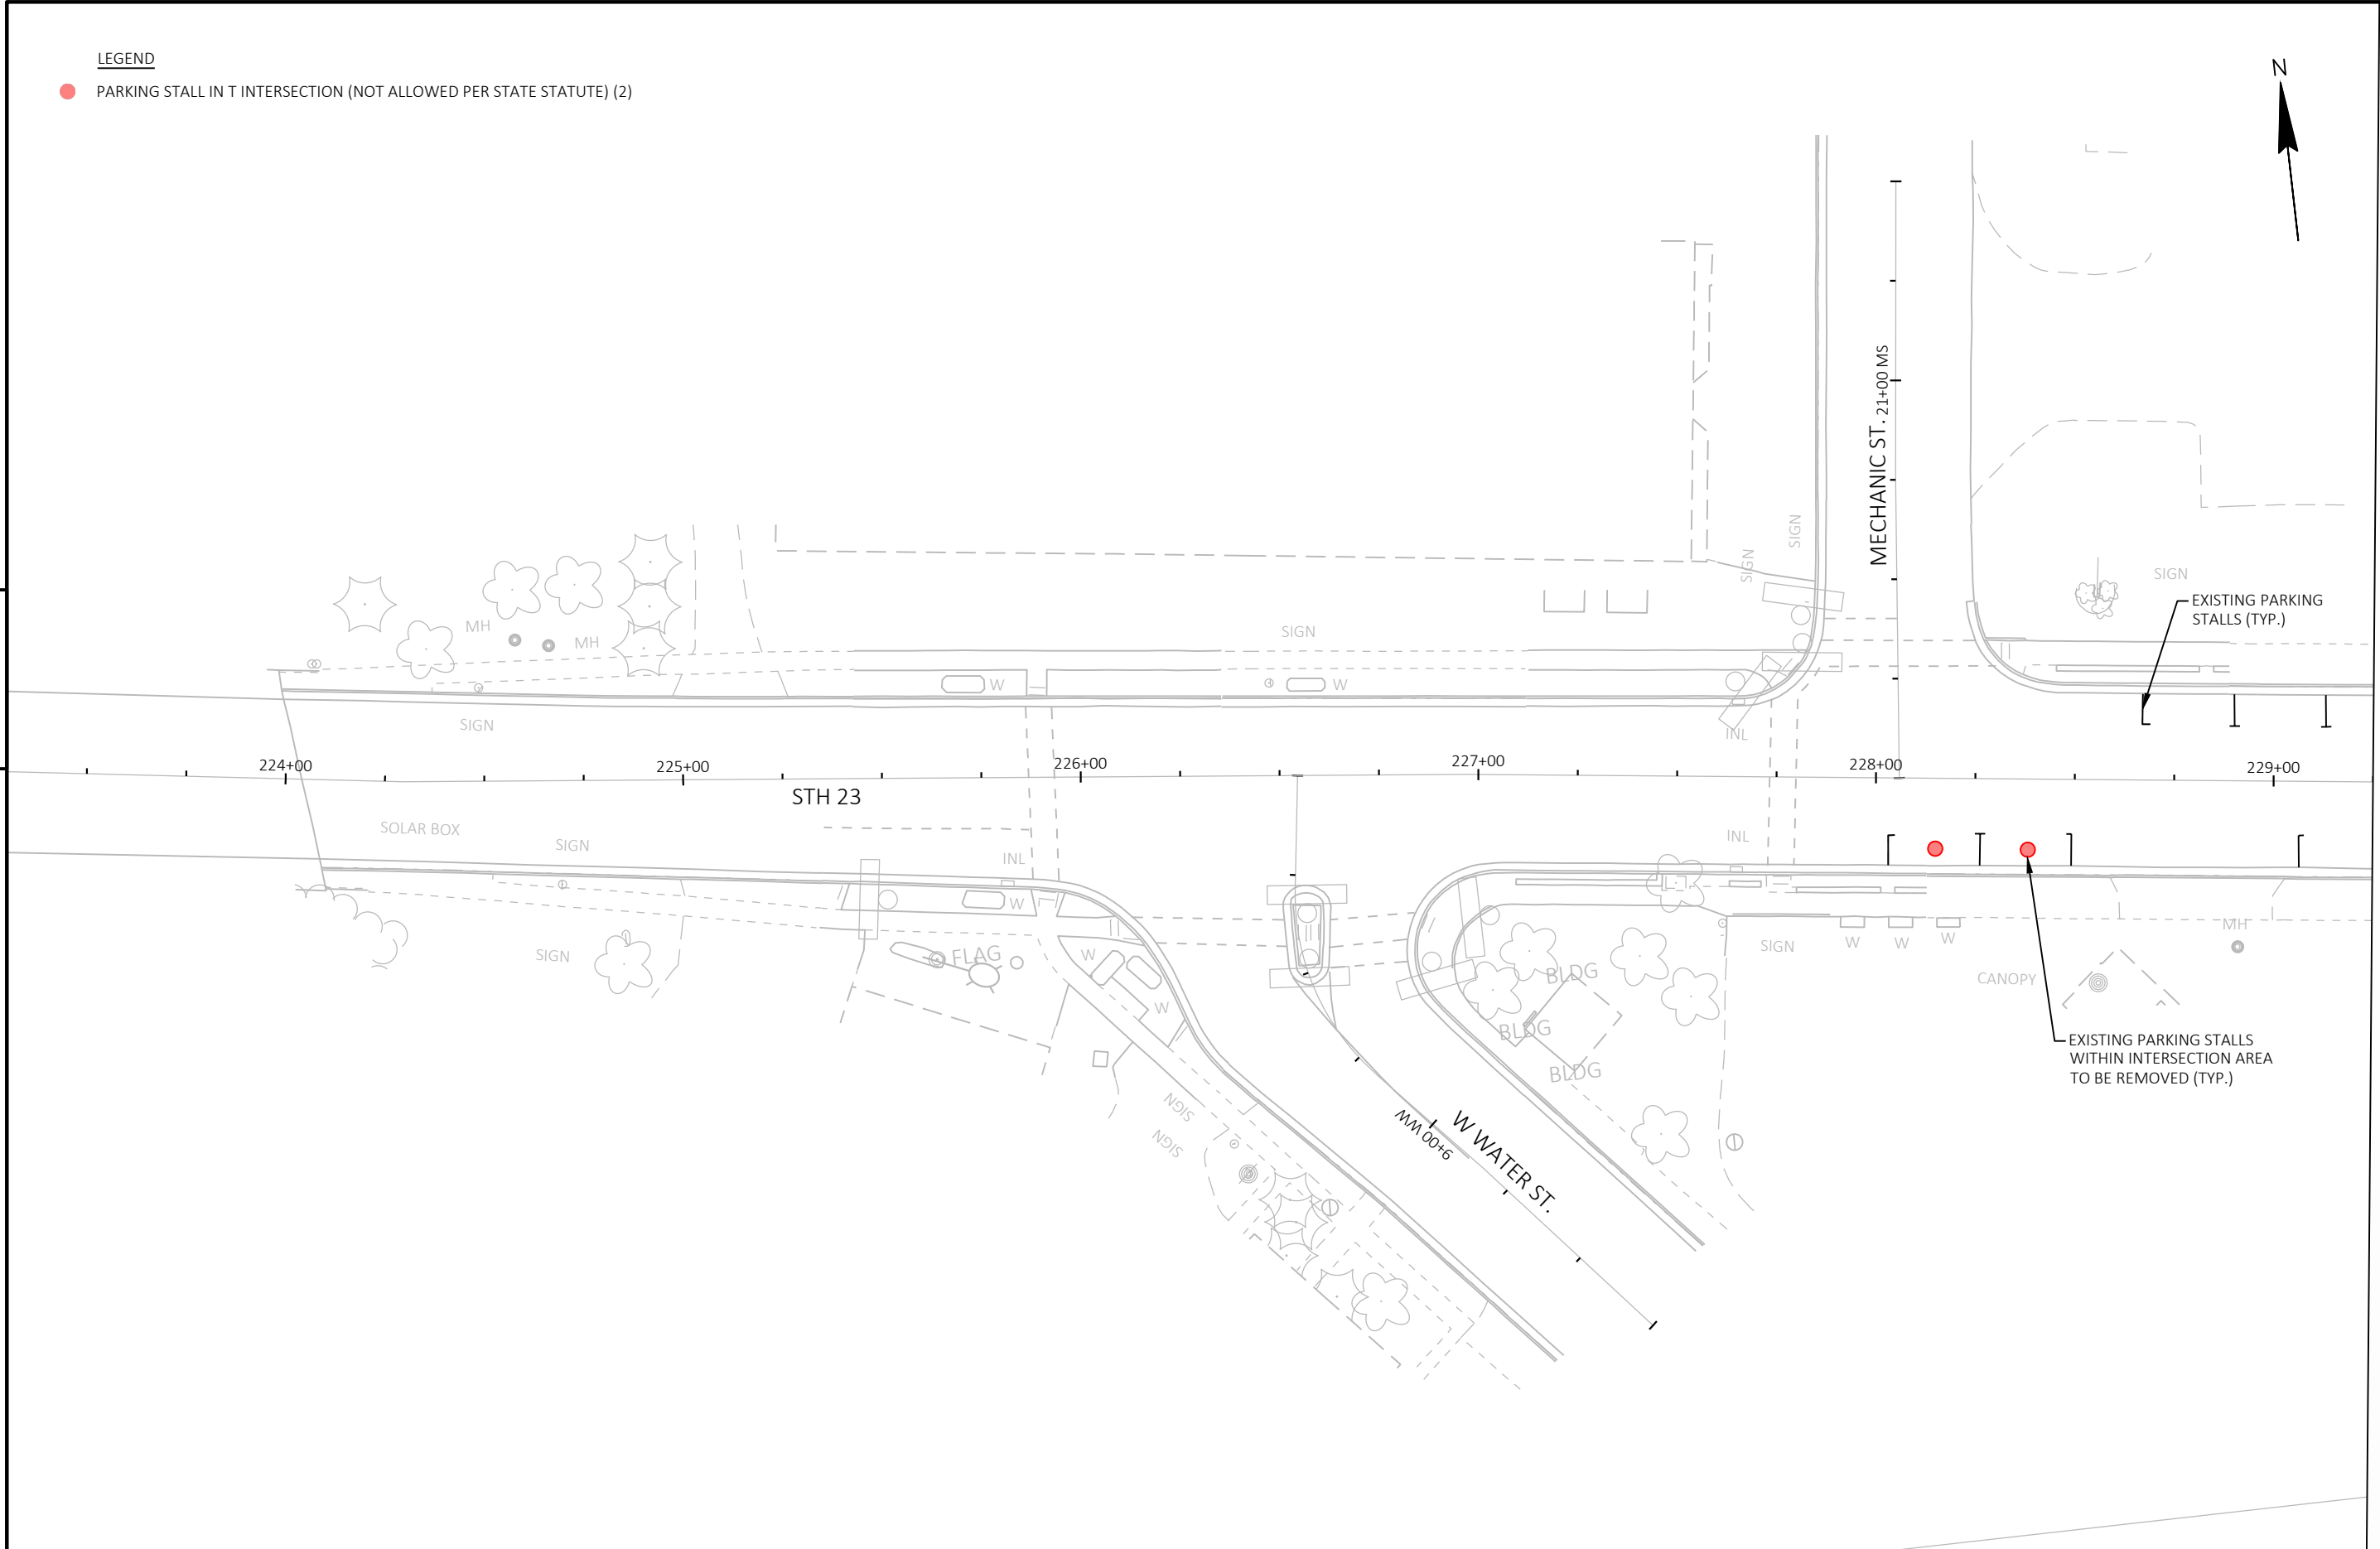 LEGEND
PARKING STALL IN T INTERSECTION (NOT ALLOWED PER STATE STATUTE) (2)
N
MECHANIC ST.
21+00 MS
SIGN
SIGN
SIGN
EXISTING PARKING
STALLS (TYP.)
MH
MH
SIGN
W
W
SIGN
INL
224+00
225+00
226+00
227+00
228+00
229+00
STH 23
SOLAR BOX
SIGN
INL
INL
W
FLAG
SIGN
W
W
BLDG
BLDG
BLDG
SIGN
W
W
W
MH
CANOPY
EXISTING PARKING STALLS
WITHIN INTERSECTION AREA
TO BE REMOVED (TYP.)
SIGN
SIGN
9+00 WW
W WATER ST.